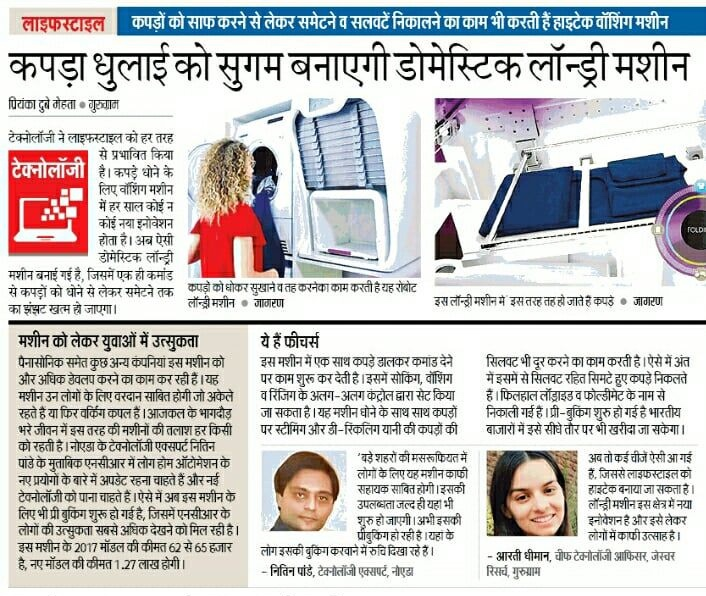 लाइफस्टाइल
कपड़ों को साफ करने से लेकर समेटने व सलवटें निकालने का काम भी करती हैं हाइटेक वॉशिंग मशीन
कपड़ा धुलाई को सुगम बनाएगी डोमेस्टिक लॉन्ड्री मशीन
प्रियंका दुबे मेहता ● गुरुग्राम
टेक्नोलॉजी ने लाइफस्टाइल को हर तरह
से प्रभावित किया
है। कपड़े धोने के
लिए वॉशिंग मशीन
में हर साल कोई न
कोई नया इनोवेशन
होता है। अब ऐसी
डोमेस्टिक लॉन्ड्री
मशीन बनाई गई है, जिसमें एक ही कमांड
से कपड़ों को धोने से लेकर समेटने तक
का झंझट खत्म हो जाएगा।
टेक्नोलॉजी
कपड़ों को धोकर सुखाने व तह करनेका काम करती है यह रोबोट
लॉन्ड्री मशीन ● जागरण
FOLDI
इस लॉन्ड्री मशीन में इस तरह तह हो जाते हैं कपड़े ● जागरण
मशीन को लेकर युवाओं में उत्सुकता
पैनासोनिक समेत कुछ अन्य कंपनियां इस मशीन को
और अधिक डेवलप करने का काम कर रही हैं। यह
मशीन उन लोगों के लिए वरदान साबित होगी जो अकेले
रहते हैं या फिर वर्किंग कपल हैं। आजकल के भागदौड़
भरे जीवन में इस तरह की मशीनों की तलाश हर किसी
को रहती है। नोएडा के टेक्नोलॉजी एक्सपर्ट नितिन
पांडे के मुताबिक एनसीआर में लोग होम ऑटोमेशन के
नए प्रयोगों के बारे में अपडेट रहना चाहते हैं और नई
टेक्नोलॉजी को पाना चाहते है। ऐसे में अब इस मशीन के
लिए भी प्री बुकिंग शुरू हो गई है, जिसमें एनसीआर के
लोगों की उत्सुकता सबसे अधिक देखने को मिल रही है।
इस मशीन के 2017 मॉडल की कीमत 62 से 65 हजार
है, नए मॉडल की कीमत 1.27 लाख होगी।
ये हैं फीचर्स
इस मशीन में एक साथ कपड़े डालकर कमांड देने
पर काम शुरू कर देती है। इसमें सोकिंग, वॉशिंग
व रिंजिंग के अलग-अलग कंट्रोल द्वारा सेट किया
जा सकता है। यह मशीन धोने के साथ साथ कपड़ों
पर स्टीमिंग और डी-रिंकलिंग यानी की कपड़ों की
सिलवट भी दूर करने का काम करती है। ऐसे में अंत
में इसमें से सिलवट रहित सिमटे हुए कपड़े निकलते
हैं। फिलहाल लॉंड्राइड व फोल्डीमेट के नाम से
निकाली गई हैं। प्री-बुकिंग शुरू हो गई है भारतीय
बाजारों में इसे सीधे तौर पर भी खरीदा जा सकेगा।
'बड़े शहरों की मसरूफियत में
लोगों के लिए यह मशीन काफी
सहायक साबित होगी। इसकी
उपलब्धता जल्द ही यहां भी
शुरु हो जाएगी। अभी इसकी
प्रीबुकिंग हो रही है। यहां के
लोग इसकी बुकिंग करवाने में रुचि दिखा रहे हैं।
- नितिन पांडे, टेक्नोलॉजी एक्सपर्ट, नोएडा
अब तो कई चीजें ऐसी आ गई
हैं, जिससे लाइफस्टाइल को
हाइटेक बनाया जा सकता है।
लॉन्ड्री मशीन इस क्षेत्र में नया
इनोवेशन है और इसे लेकर
लोगों में काफी उत्साह है।
- आरती धीमान, चीफ टेक्नोलॉजी आफिसर, जेस्चर
रिसर्च, गुरुग्राम